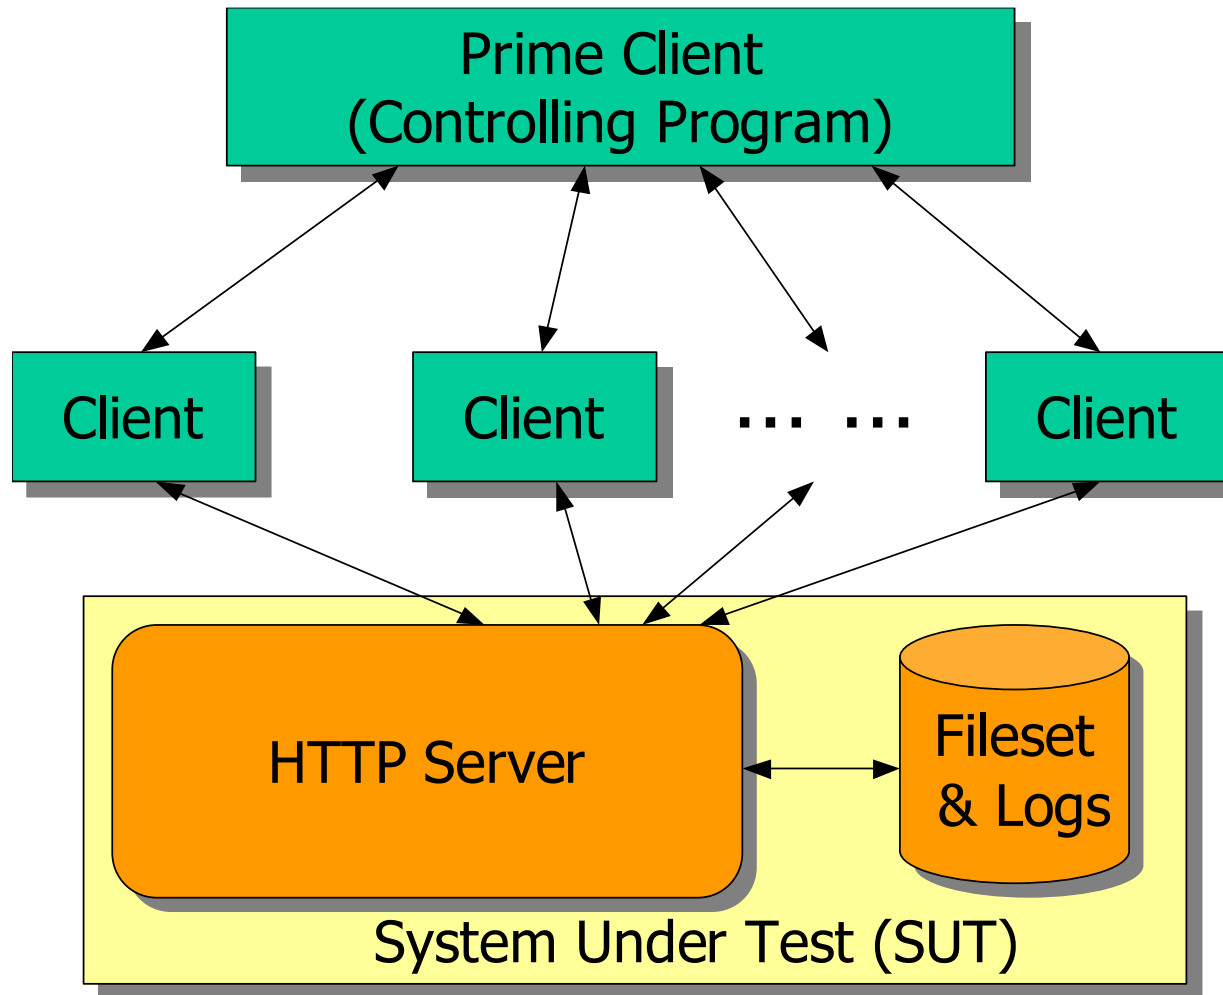 Prime Client
(Controlling Program)
Client
Client
... ...
Client
HTTP Server
Fileset
& Logs
System Under Test (SUT)